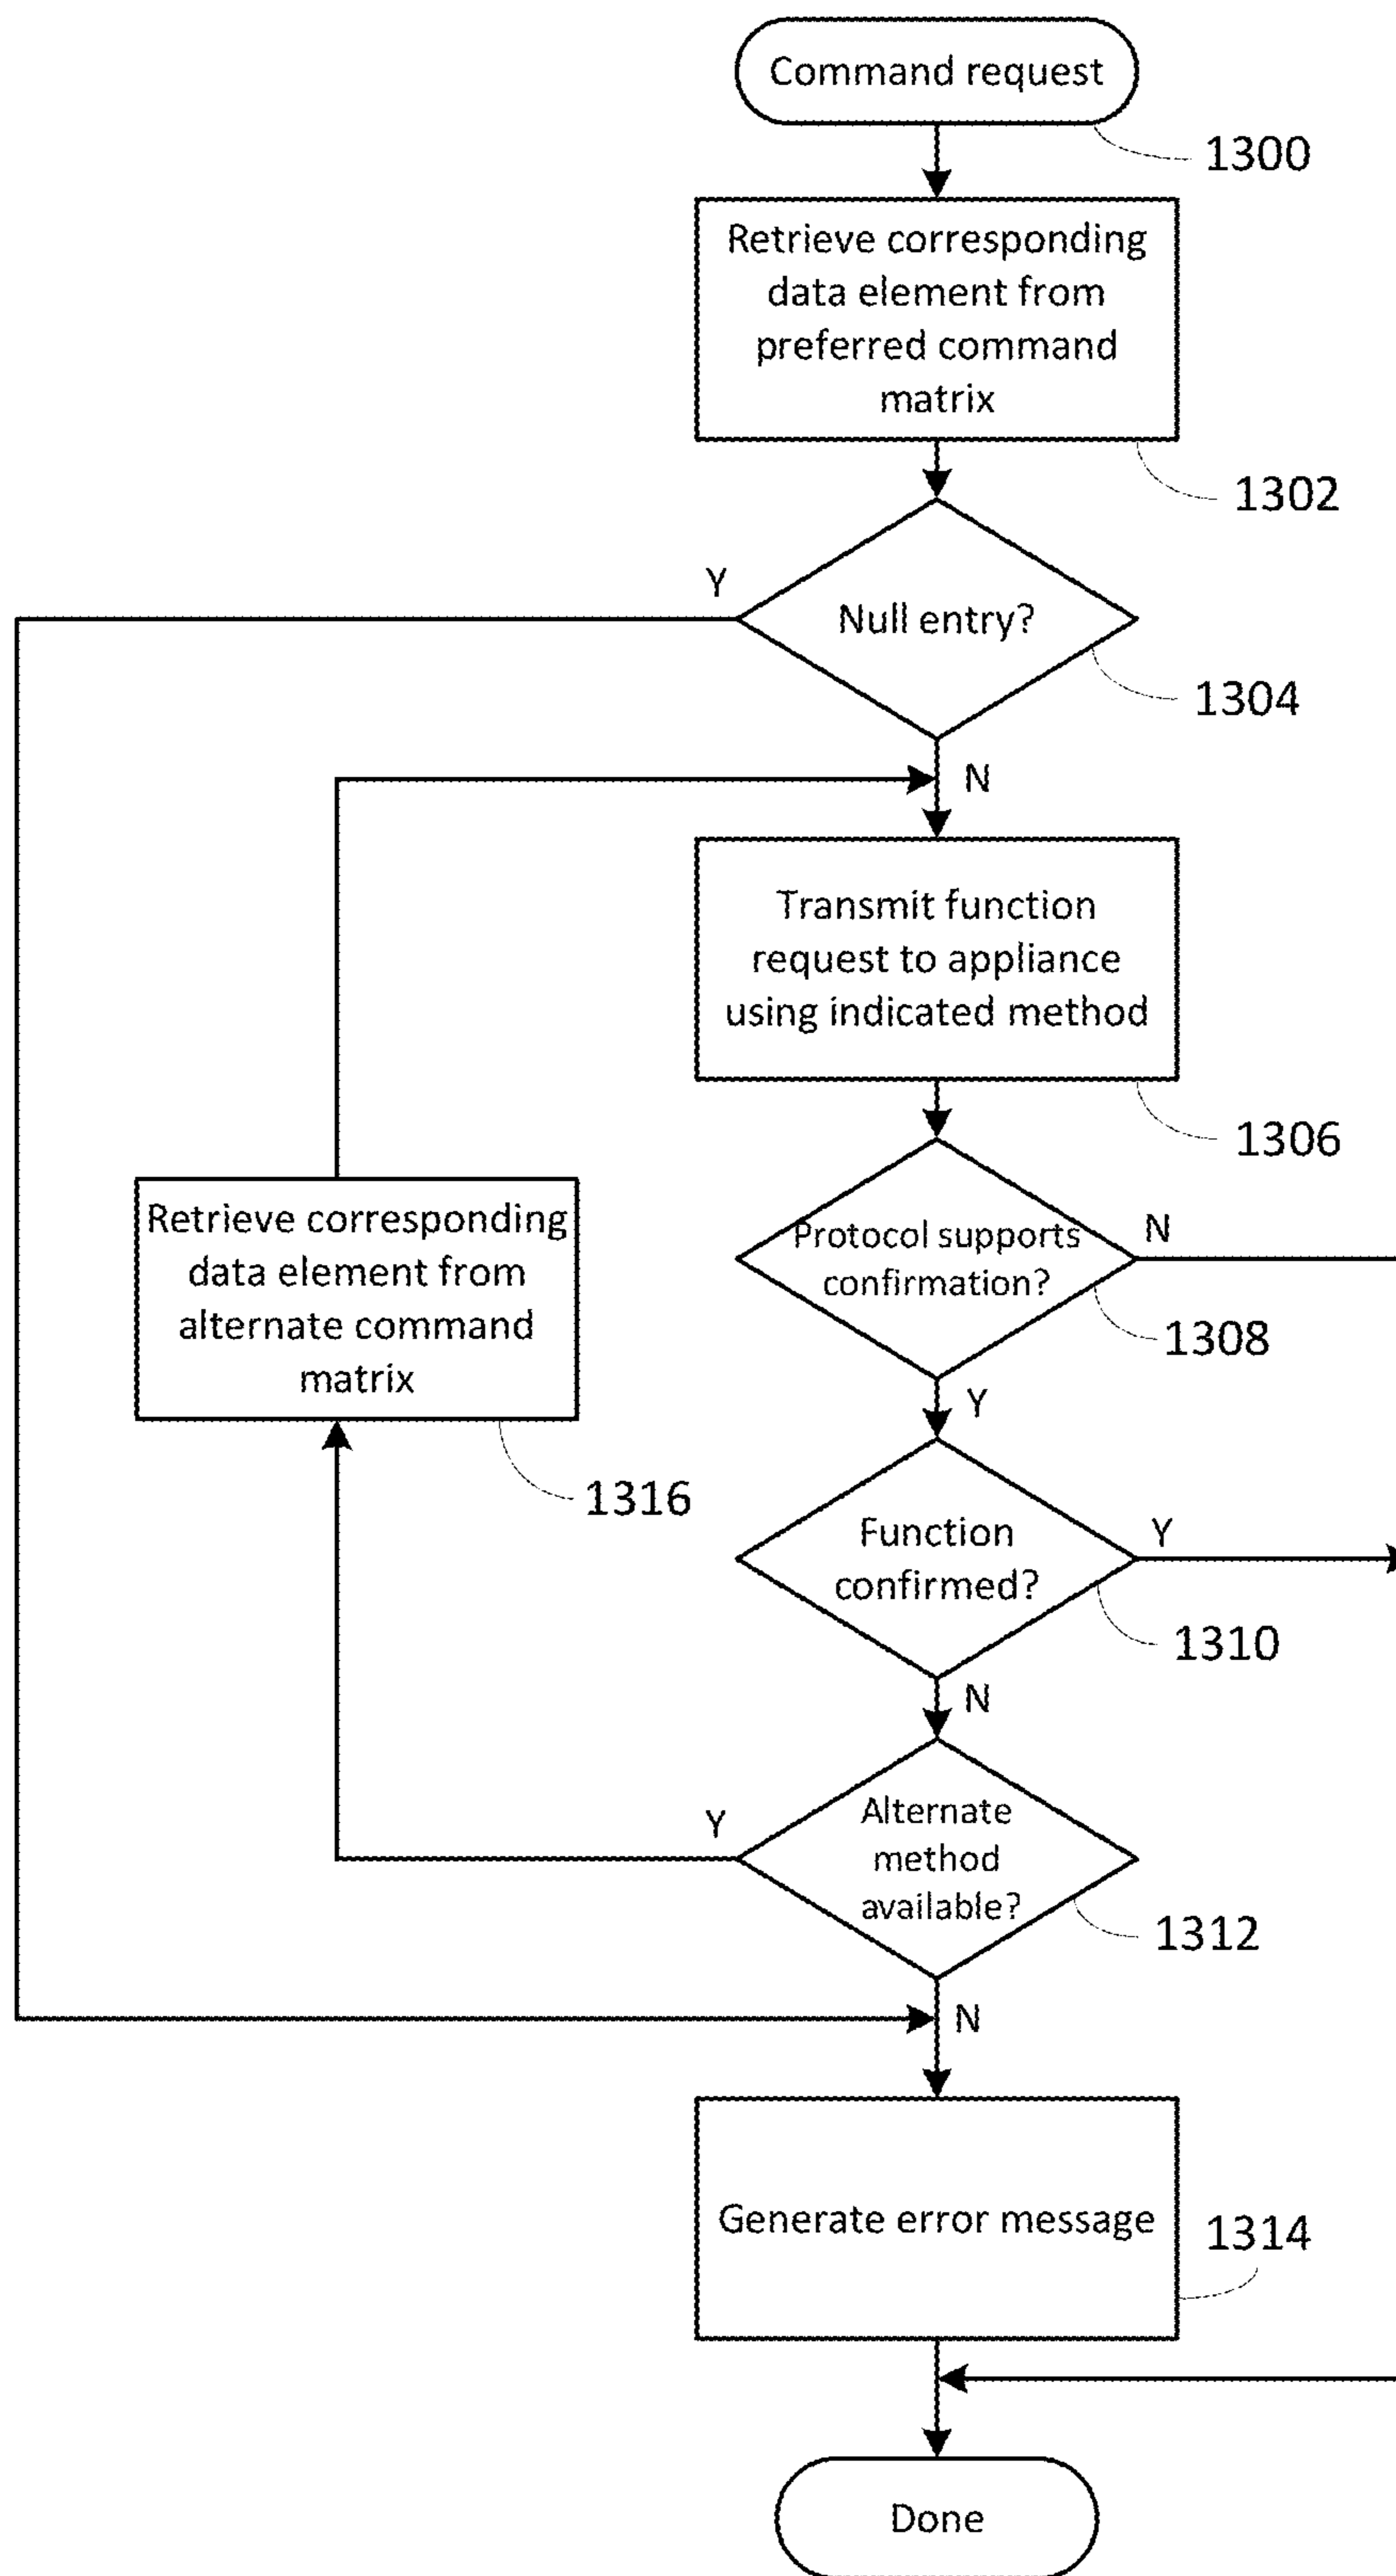 Command request
1300
Retrieve corresponding
data element from
preferred command
matrix
1302
Y
Null entry?
1304
N
Transmit function
request to appliance
using indicated method
1306
Retrieve corresponding
data element from
alternate command
matrix
1316
Protocol supports
confirmation?
N
1308
Y
Function
confirmed?
Y
1310
N
Alternate
method
available?
Y
1312
N
Generate error message
1314
Done